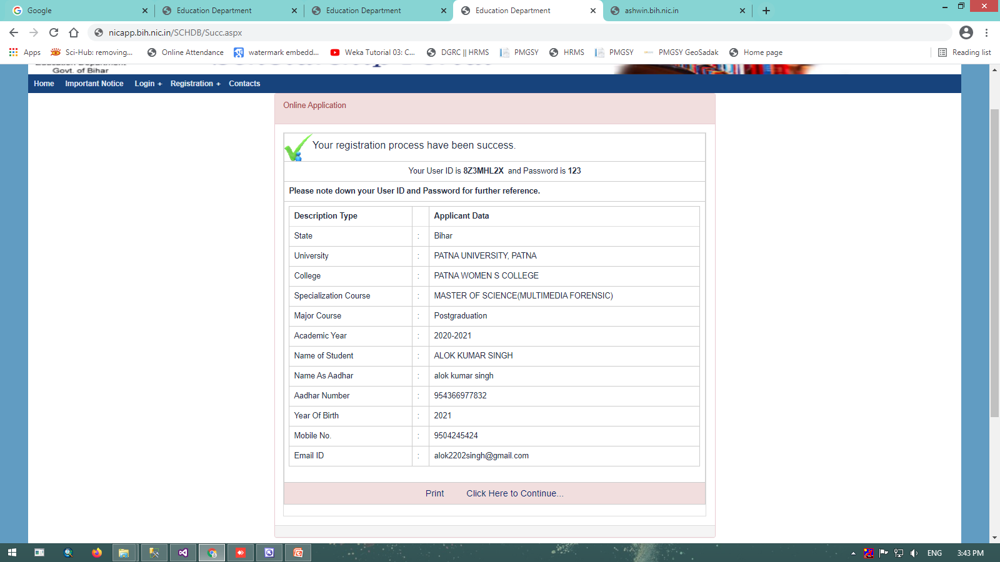 Google
Education Department
Education Department
Education Department
ashwin.bih.nic.in
nicapp.bih.nic.in/SCHDB/Succ.aspx
Apps
Sci-Hub: removing...
Online Attendance
watermark embedd...
Weka Tutorial 03: C...
DGRC || HRMS
PMGSY
HRMS
PMGSY
PMGSY GeoSadak
Home page
Reading list
Education Department
Govt. of Bihar
Home Important Notice Login + Registration + Contacts
Online Application
Your registration process have been success.
Your User ID is 8Z3MHL2X and Password is 123
Please note down your User ID and Password for further reference.
Description Type Applicant Data
State : Bihar
University : PATNA UNIVERSITY, PATNA
College : PATNA WOMEN S COLLEGE
Specialization Course : MASTER OF SCIENCE(MULTIMEDIA FORENSIC)
Major Course : Postgraduation
Academic Year : 2020-2021
Name of Student : ALOK KUMAR SINGH
Name As Aadhar : alok kumar singh
Aadhar Number : 954366977832
Year Of Birth : 2021
Mobile No. : 9504245424
Email ID : alok2202singh@gmail.com
Print Click Here to Continue...
ENG 3:43 PM